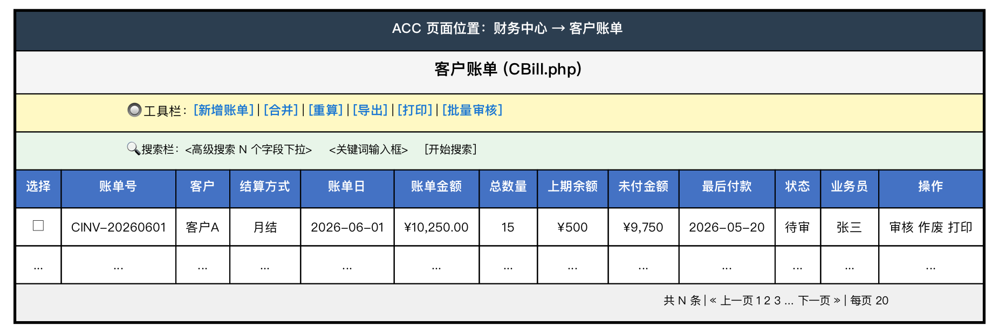 ACC 页面位置：财务中心 → 客户账单
客户账单 (CBill.php)
工具栏：[新增账单] | [合并] | [重算] | [导出] | [打印] | [批量审核]
搜索栏：<高级搜索 N 个字段下拉> <关键词输入框> [开始搜索]
选择 账单号 客户 结算方式 账单日 账单金额 总数量 上期余额 未付金额 最后付款 状态 业务员 操作
CINV-20260601 客户A 月结 2026-06-01 ¥10,250.00 15 ¥500 ¥9,750 2026-05-20 待审 张三 审核 作废 打印
... ... ... ... ... ... ... ... ... ... ... ... ...
共 N 条 | « 上一页 1 2 3 ... 下一页 » | 每页 20